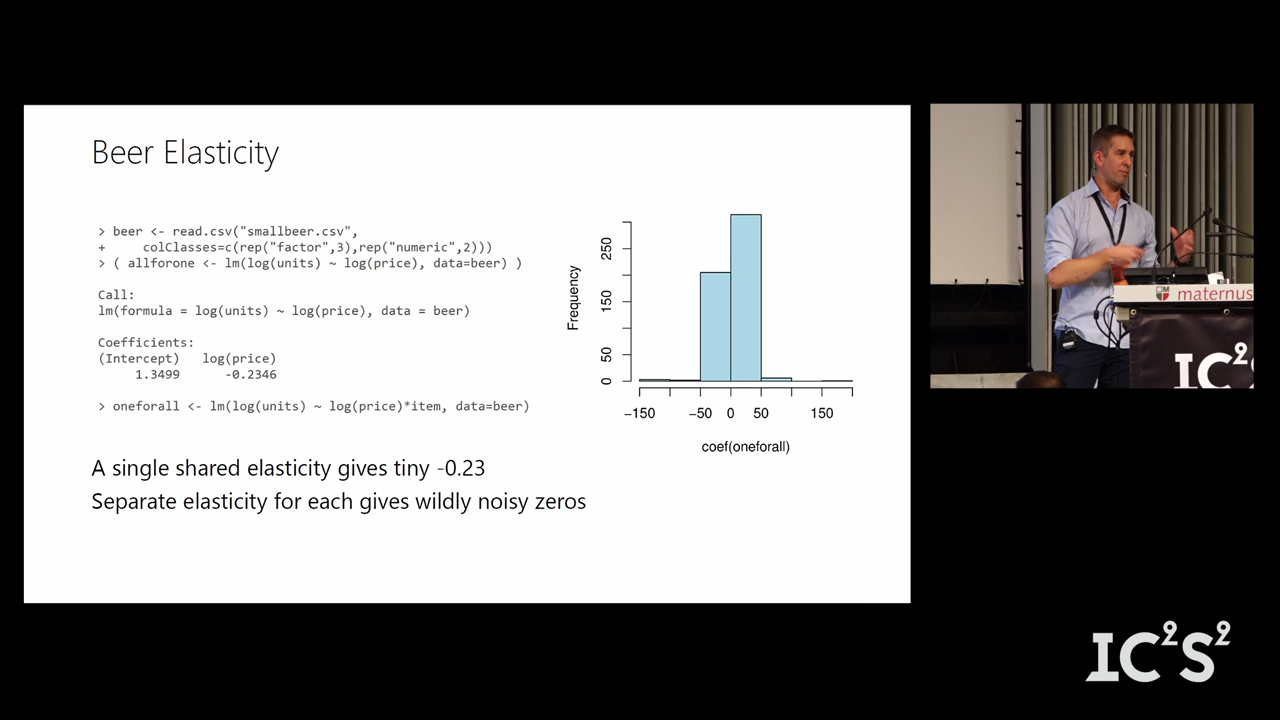 Beer Elasticity
> beer <- read.csv("smallbeer.csv",
+     colClasses=c(rep("factor",3),rep("numeric",2)))
> ( allforone <- lm(log(units) ~ log(price), data=beer) )
Call:
lm(formula = log(units) ~ log(price), data = beer)
Coefficients:
(Intercept)   log(price)
     1.3499      -0.2346
> oneforall <- lm(log(units) ~ log(price)*item, data=beer)
A single shared elasticity gives tiny -0.23
Separate elasticity for each gives wildly noisy zeros
Frequency
250
150
50
0
−150 −50 0 50 150
coef(oneforall)
maternus
IC²S
IC²S²